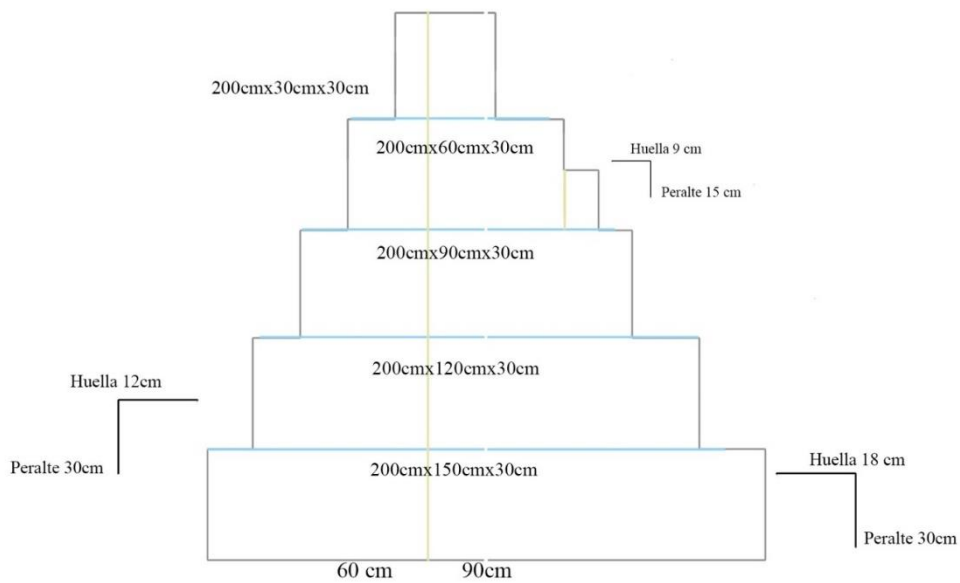 200cmx30cmx30cm
200cmx60cmx30cm
Huella 9 cm
Peralte 15 cm
200cmx90cmx30cm
200cmx120cmx30cm
Huella 12cm
Peralte 30cm
200cmx150cmx30cm
Huella 18 cm
Peralte 30cm
60 cm
90cm